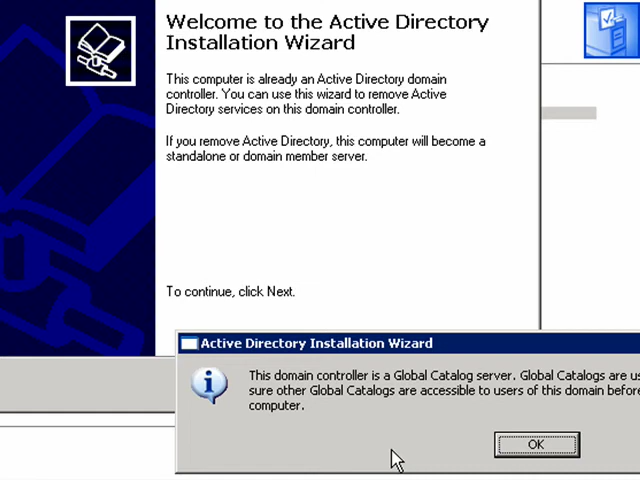 Welcome to the Active Directory
Installation Wizard
This computer is already an Active Directory domain
controller. You can use this wizard to remove Active
Directory services on this domain controller.
If you remove Active Directory, this computer will become a
standalone or domain member server.
To continue, click Next.
Active Directory Installation Wizard
This domain controller is a Global Catalog server. Global Catalogs are
sure other Global Catalogs are accessible to users of this domain before
computer.
OK